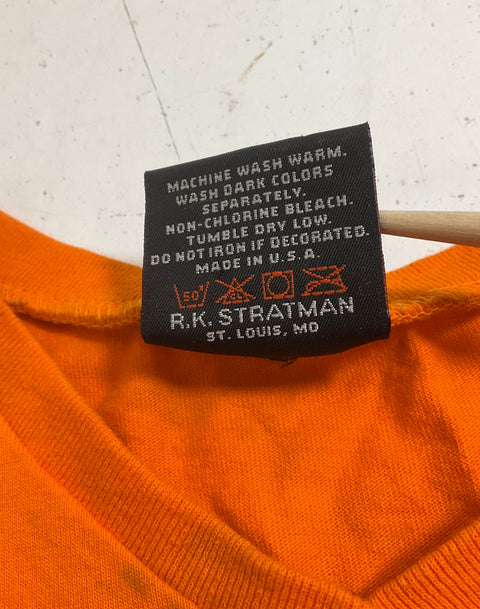 MACHINE WASH WARM.
WASH DARK COLORS
SEPARATELY.
NON-CHLORINE BLEACH.
TUMBLE DRY LOW.
DO NOT IRON IF DECORATED.
MADE IN U.S.A.
50° CL
R.K. STRATMAN
ST. LOUIS, MO